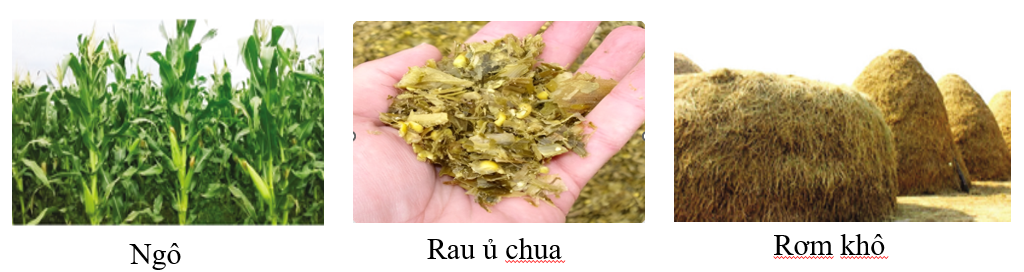 Ngô
Rau ủ chua
Rơm khô